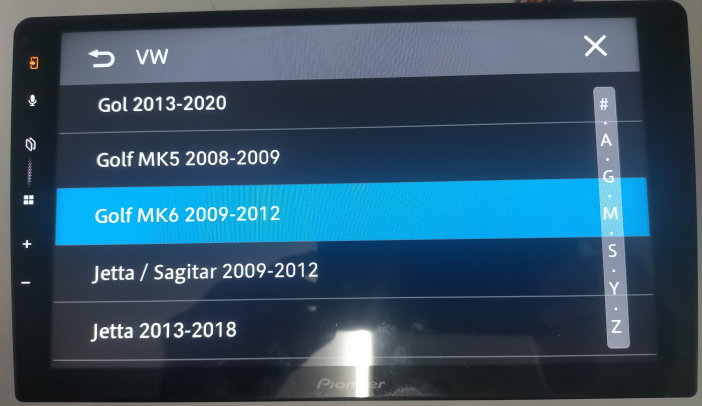 VW
Gol 2013-2020
Golf MK5 2008-2009
Golf MK6 2009-2012
Jetta / Sagitar 2009-2012
Jetta 2013-2018
#
A
G
M
S
Y
Z
+
-
Pioneer